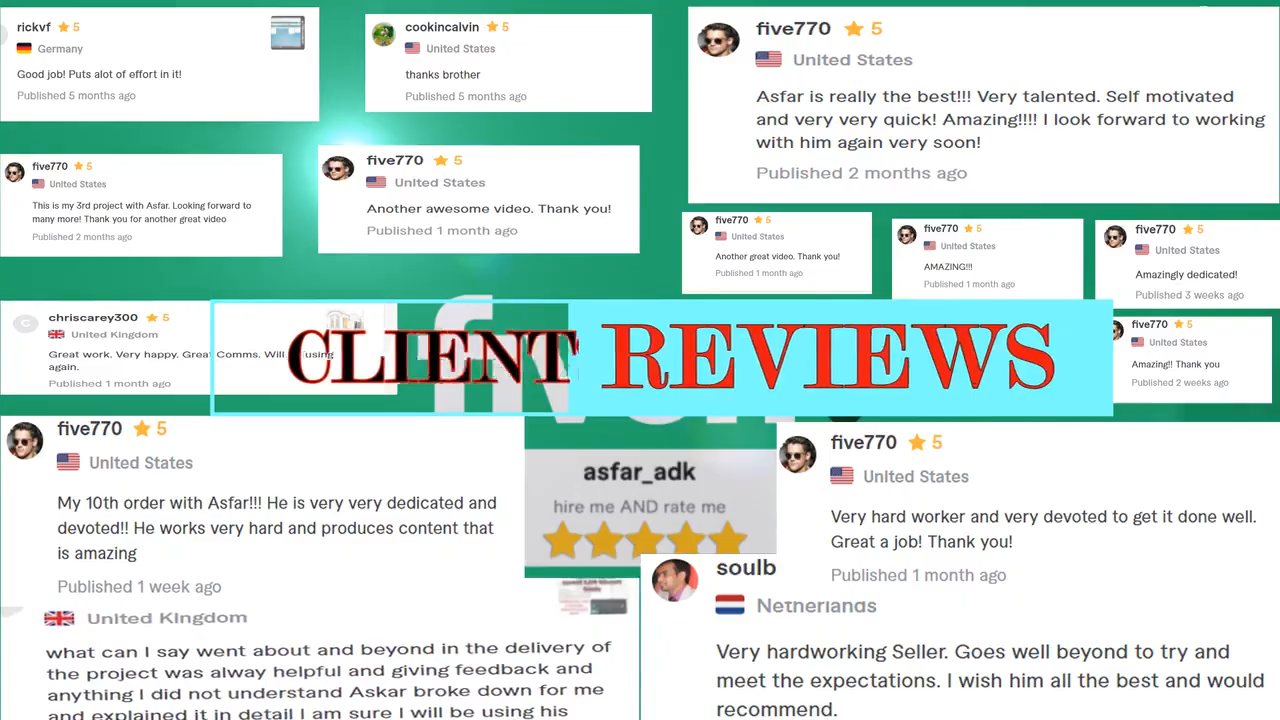 rickvf 5
Germany
Good job! Puts alot of effort in it!
Published 5 months ago
cookincalvin 5
United States
thanks brother
Published 5 months ago
five770 5
United States
Asfar is really the best!!! Very talented. Self motivated
and very very quick! Amazing!!!! I look forward to working
with him again very soon!
Published 2 months ago
five770 5
United States
This is my 3rd project with Asfar. Looking forward to
many more! Thank you for another great video
Published 2 months ago
five770 5
United States
Another awesome video. Thank you!
Published 1 month ago
five770 5
United States
Another great video. Thank you!
Published 1 month ago
five770 5
United States
AMAZING!!!
Published 1 month ago
five770 5
United States
Amazingly dedicated!
Published 3 weeks ago
C
chriscarey300 5
United Kingdom
Great work. Very happy. Great Comms. Will using
again.
Published 1 month ago
CLIENT REVIEWS
five770 5
United States
Amazing!! Thank you
Published 2 weeks ago
five770 5
United States
My 10th order with Asfar!!! He is very very dedicated and
devoted!! He works very hard and produces content that
is amazing
Published 1 week ago
asfar_adk
hire me AND rate me
five770 5
United States
Very hard worker and very devoted to get it done well.
Great a job! Thank you!
Published 1 month ago
United Kingdom
what can I say went about and beyond in the delivery of
the project was alway helpful and giving feedback and
anything I did not understand Askar broke down for me
and explained it in detail I am sure I will be using his
soulb
Netherlands
Very hardworking Seller. Goes well beyond to try and
meet the expectations. I wish him all the best and would
recommend.